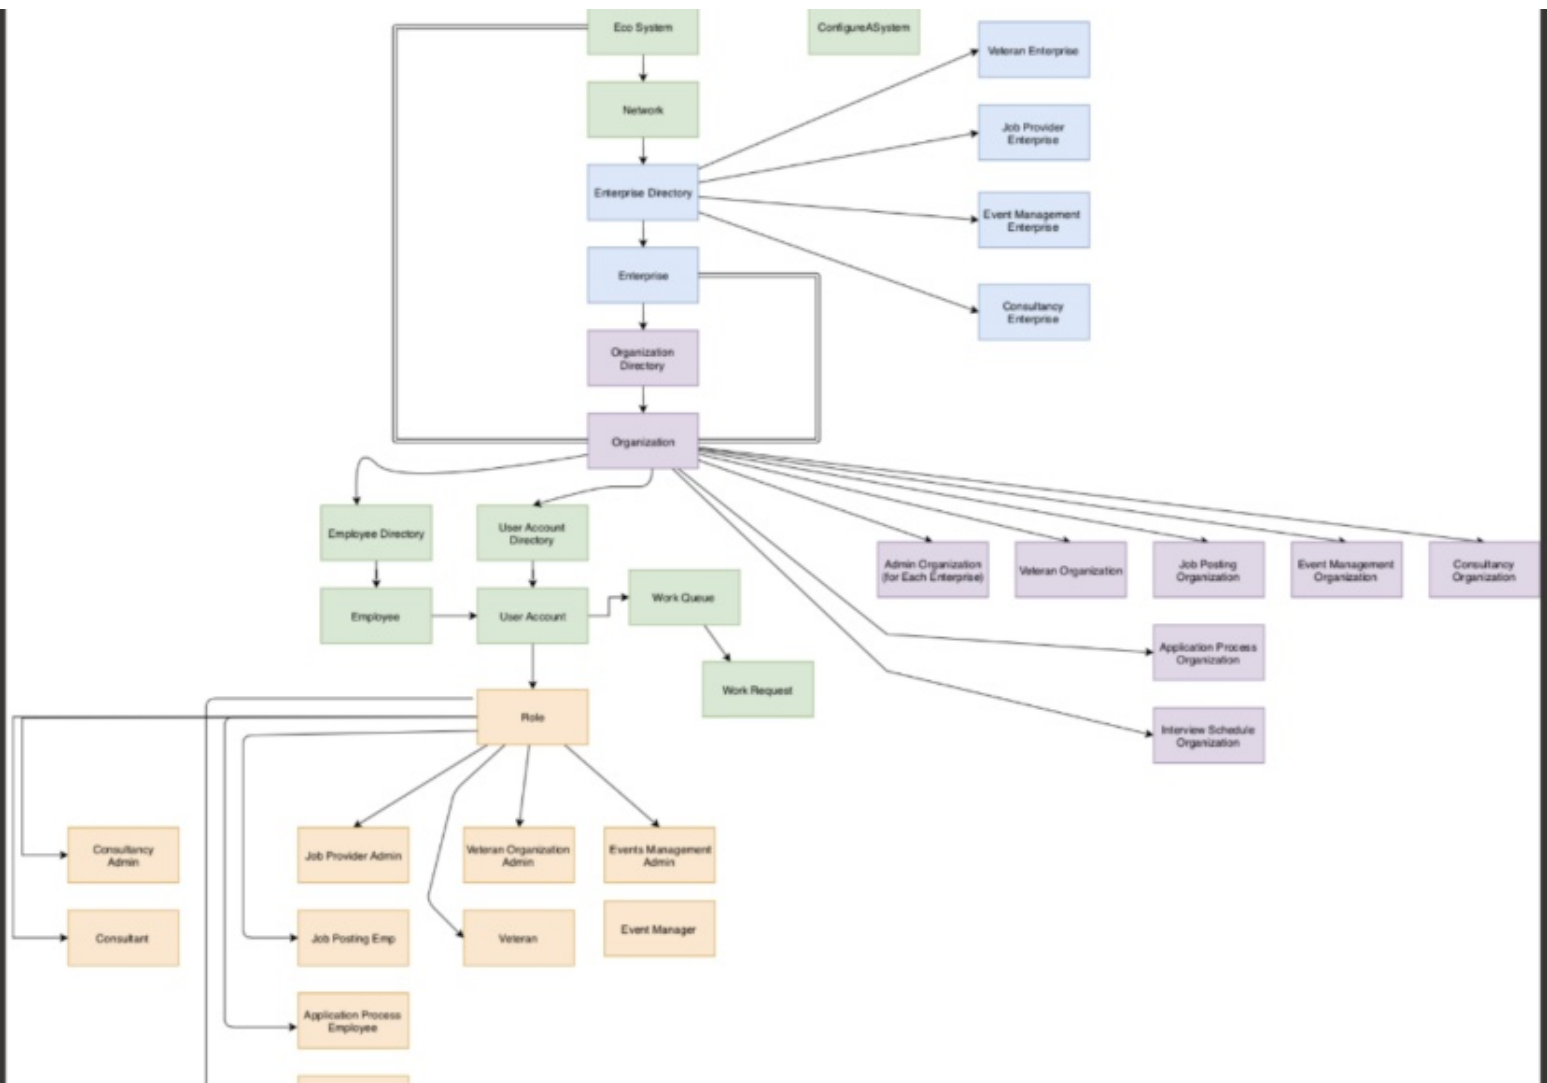 Eco System
ConfigureASystem
Veteran Enterprise
Network
Job Provider
Enterprise
Enterprise Directory
Event Management
Enterprise
Enterprise
Consultancy
Enterprise
Organization
Directory
Organization
Employee Directory
User Account
Directory
Admin Organization
(for Each Enterprise)
Veteran Organization
Job Posting
Organization
Event Management
Organization
Consultancy
Organization
Employee
User Account
Work Queue
Application Process
Organization
Work Request
Role
Interview Schedule
Organization
Consultancy
Admin
Job Provider Admin
Veteran Organization
Admin
Events Management
Admin
Consultant
Job Posting Emp
Veteran
Event Manager
Application Process
Employee